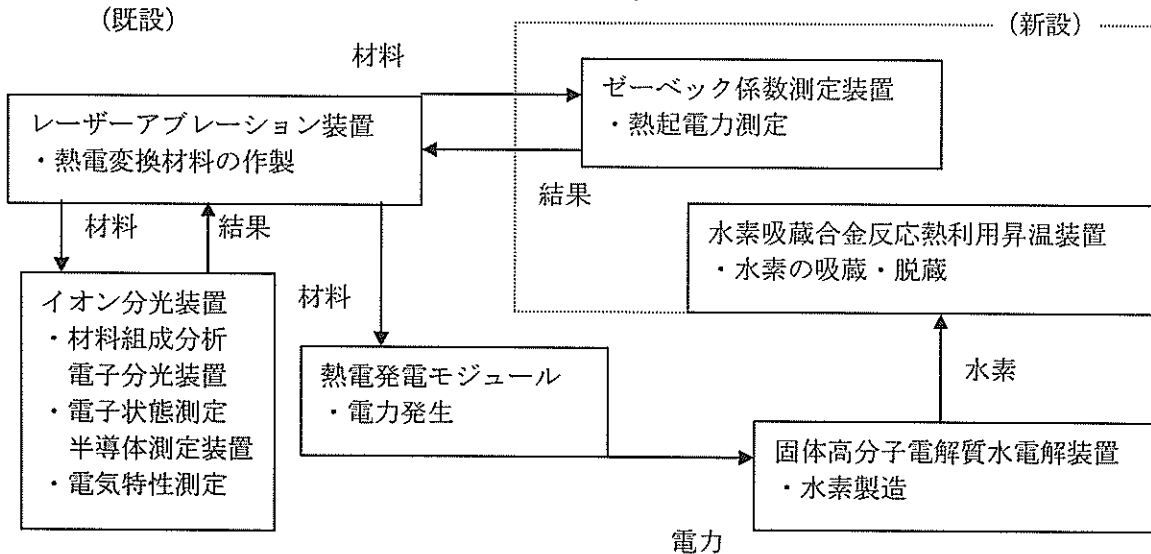 （既設）
（新設）
材料
ゼーベック係数測定装置
・熱起電力測定
レーザーアブレーション装置
・熱電変換材料の作製
結果
材料
結果
水素吸蔵合金反応熱利用昇温装置
・水素の吸蔵・脱蔵
イオン分光装置
・材料組成分析
電子分光装置
・電子状態測定
半導体測定装置
・電気特性測定
材料
熱電発電モジュール
・電力発生
水素
固体高分子電解質水電解装置
・水素製造
電力